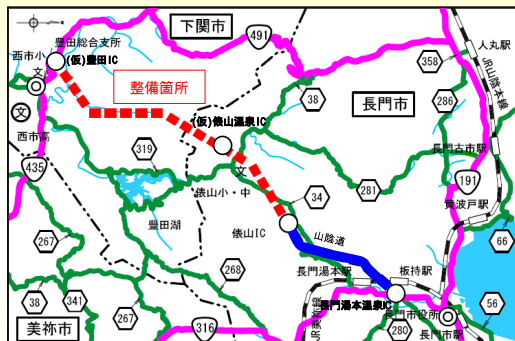 下関市
491
人丸駅
豊田総合支所
西市小
(仮)豊田IC
358
文
整備箇所
38
長門市
286
JR山陰本線
(仮)俵山温泉IC
文
西市高
319
文
長門古市駅
435
俵山小・中
34
281
191
黄波戸駅
豊田湖
俵山IC
山陰道
66
267
268
長門湯本駅
板持駅
38
341
267
長門湯本温泉IC
56
美祢市
316
JR美祢線
長門市役所
280
長門市駅